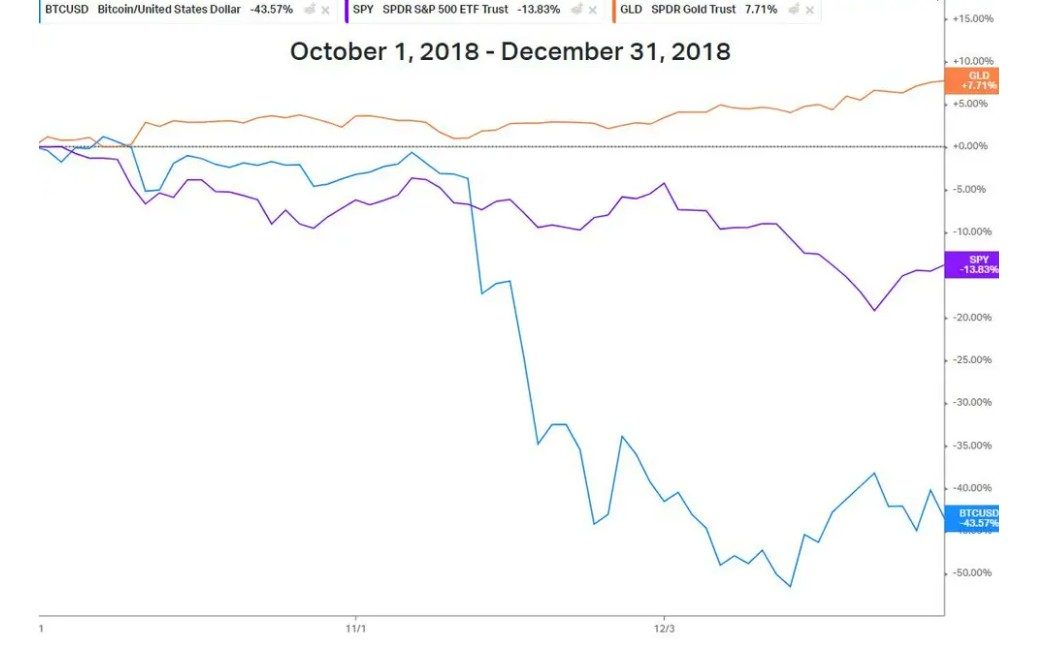 BTCUSD Bitcoin/United States Dollar -43.57% SPY SPDR S&P 500 ETF Trust -13.83% GLD SPDR Gold Trust 7.71%
+15.00%
October 1, 2018 - December 31, 2018
+10.00%
GLD
+7.71%
+5.00%
+0.00%
-5.00%
-10.00%
SPY
-13.83%
-20.00%
-25.00%
-30.00%
-35.00%
-40.00%
BTCUSD
-43.57%
-50.00%
1 11/1 12/3